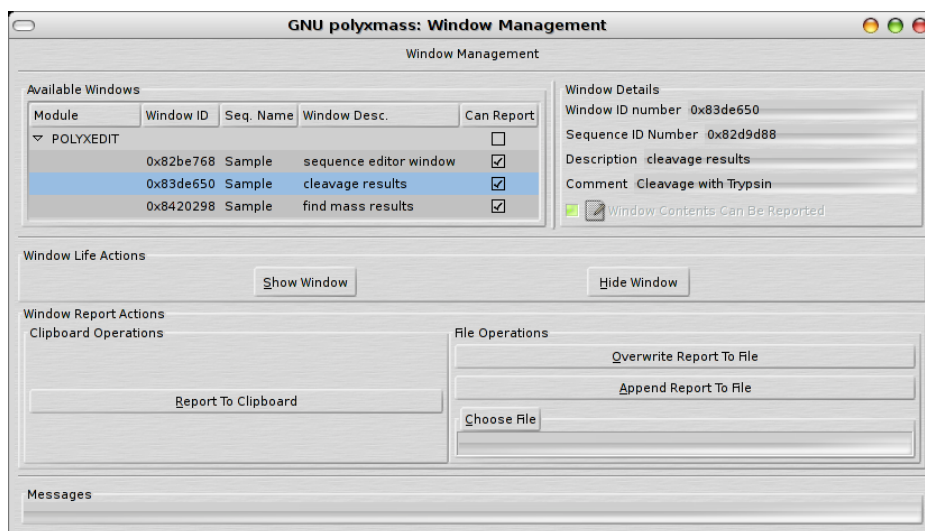 GNU polyxmass: Window Management
Window Management
Available Windows
Module Window ID Seq. Name Window Desc. Can Report
POLYXEDIT
0x82be768 Sample sequence editor window
0x83de650 Sample cleavage results
0x8420298 Sample find mass results
Window Details
Window ID number 0x83de650
Sequence ID Number 0x82d9d88
Description cleavage results
Comment Cleavage with Trypsin
Window Contents Can Be Reported
Window Life Actions
Show Window Hide Window
Window Report Actions
Clipboard Operations
Report To Clipboard
File Operations
Overwrite Report To File
Append Report To File
Choose File
Messages